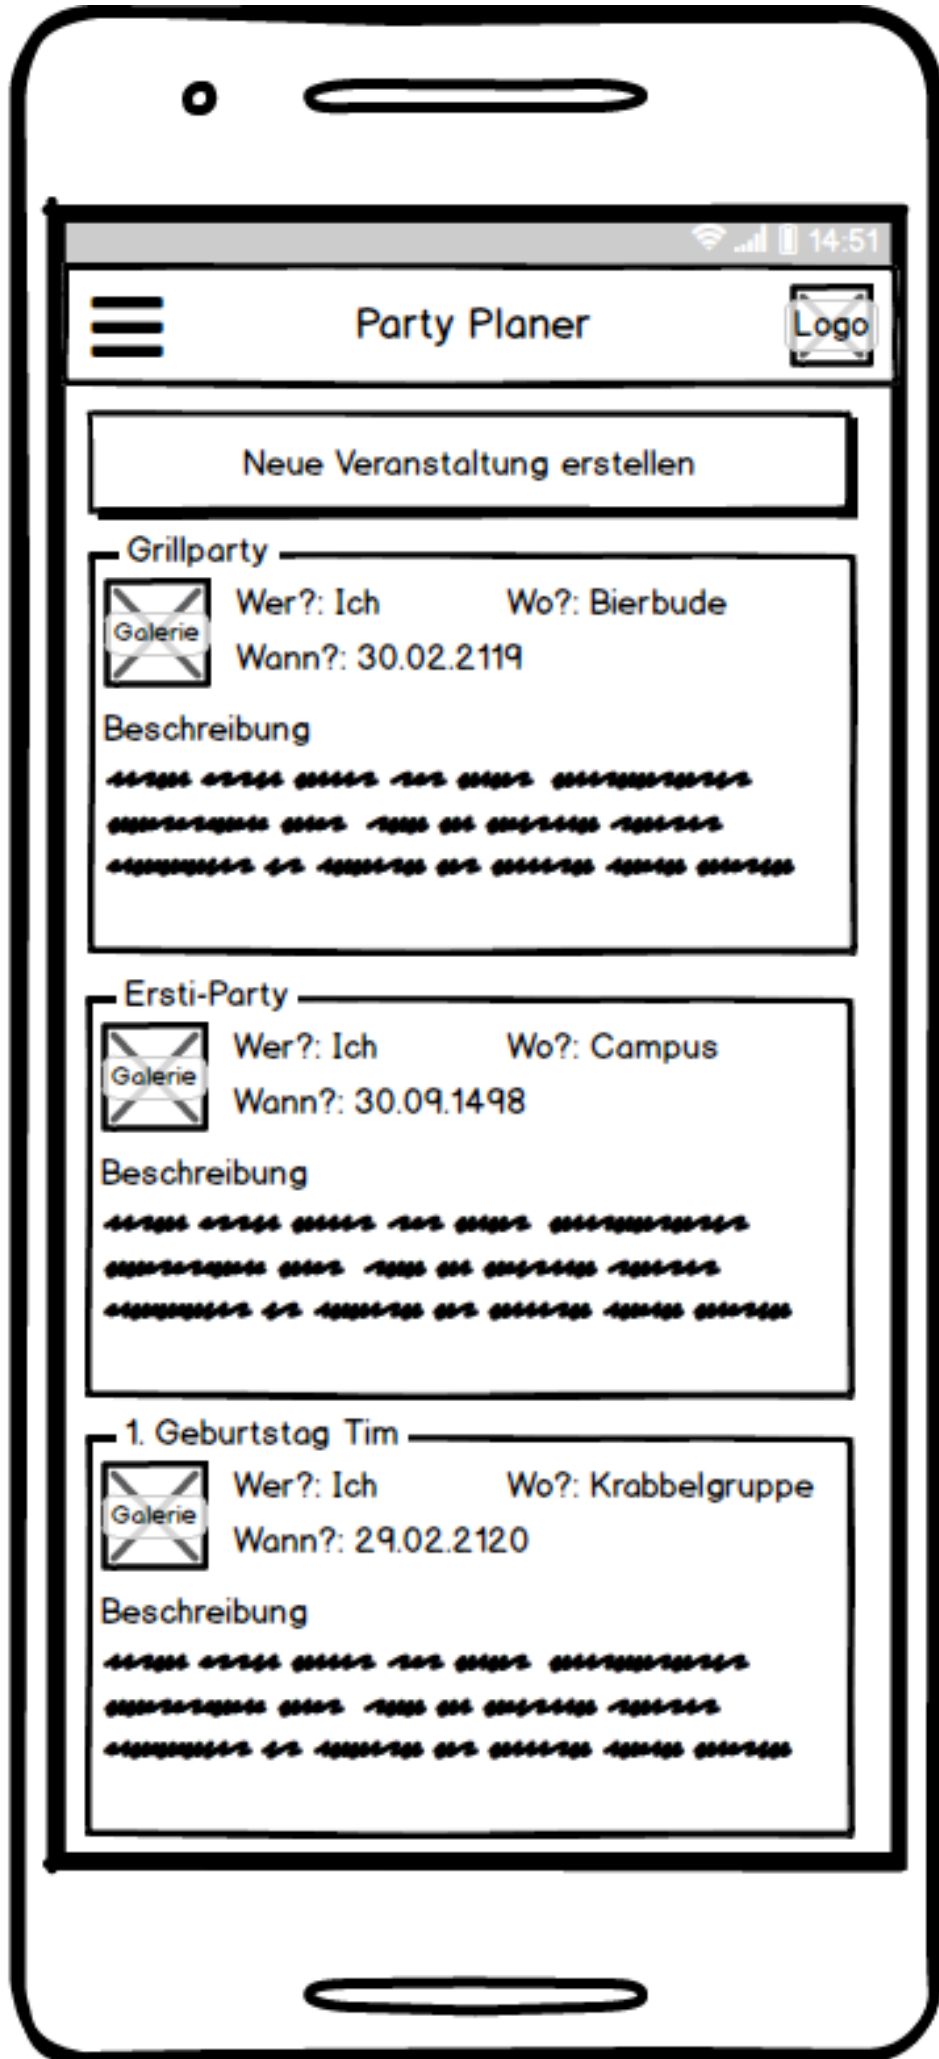 14:51
Party Planer
Logo
Neue Veranstaltung erstellen
Grillparty
Galerie
Wer?: Ich Wo?: Bierbude
Wann?: 30.02.2119
Beschreibung
Ersti-Party
Galerie
Wer?: Ich Wo?: Campus
Wann?: 30.09.1498
Beschreibung
1. Geburtstag Tim
Galerie
Wer?: Ich Wo?: Krabbelgruppe
Wann?: 29.02.2120
Beschreibung